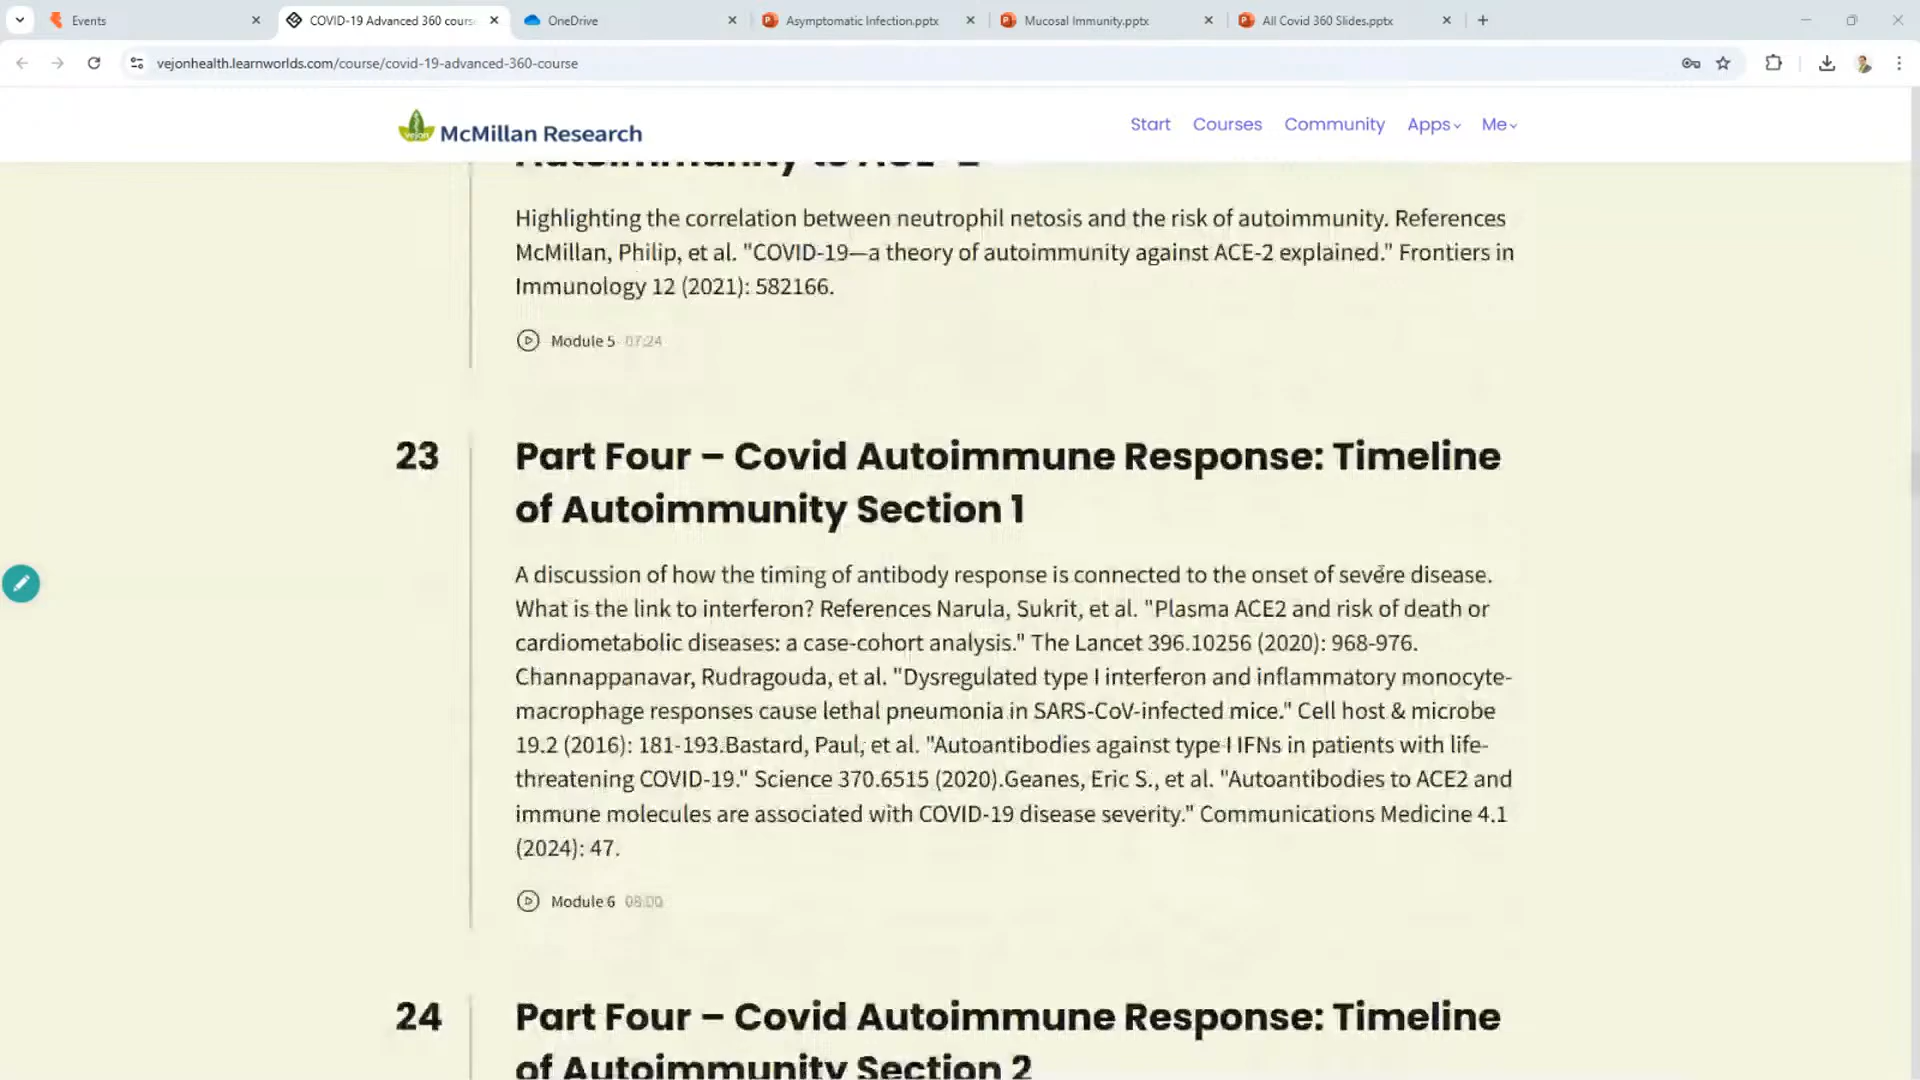 Events
COVID-19 Advanced 360 cours
OneDrive
Asymptomatic Infection.pptx
Mucosal Immunity.pptx
All Covid 360 Slides.pptx
vejonhealth.learnworlds.com/course/covid-19-advanced-360-course
vejon
McMillan Research
Start
Courses
Community
Apps
Me
Autoimmunity to ACE-2
Highlighting the correlation between neutrophil netosis and the risk of autoimmunity. References
McMillan, Philip, et al. "COVID-19—a theory of autoimmunity against ACE-2 explained." Frontiers in
Immunology 12 (2021): 582166.
Module 5 07:24
23
Part Four – Covid Autoimmune Response: Timeline
of Autoimmunity Section 1
A discussion of how the timing of antibody response is connected to the onset of severe disease.
What is the link to interferon? References Narula, Sukrit, et al. "Plasma ACE2 and risk of death or
cardiometabolic diseases: a case-cohort analysis." The Lancet 396.10256 (2020): 968-976.
Channappanavar, Rudragouda, et al. "Dysregulated type I interferon and inflammatory monocyte-
macrophage responses cause lethal pneumonia in SARS-CoV-infected mice." Cell host & microbe
19.2 (2016): 181-193.Bastard, Paul, et al. "Autoantibodies against type I IFNs in patients with life-
threatening COVID-19." Science 370.6515 (2020).Geanes, Eric S., et al. "Autoantibodies to ACE2 and
immune molecules are associated with COVID-19 disease severity." Communications Medicine 4.1
(2024): 47.
Module 6 08:00
24
Part Four – Covid Autoimmune Response: Timeline
of Autoimmunity Section 2